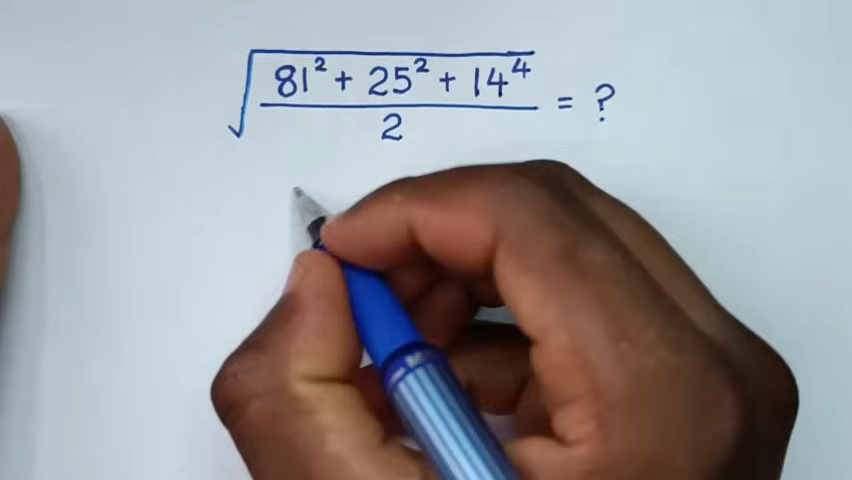 √((81² + 25² + 14⁴)/2) = ?